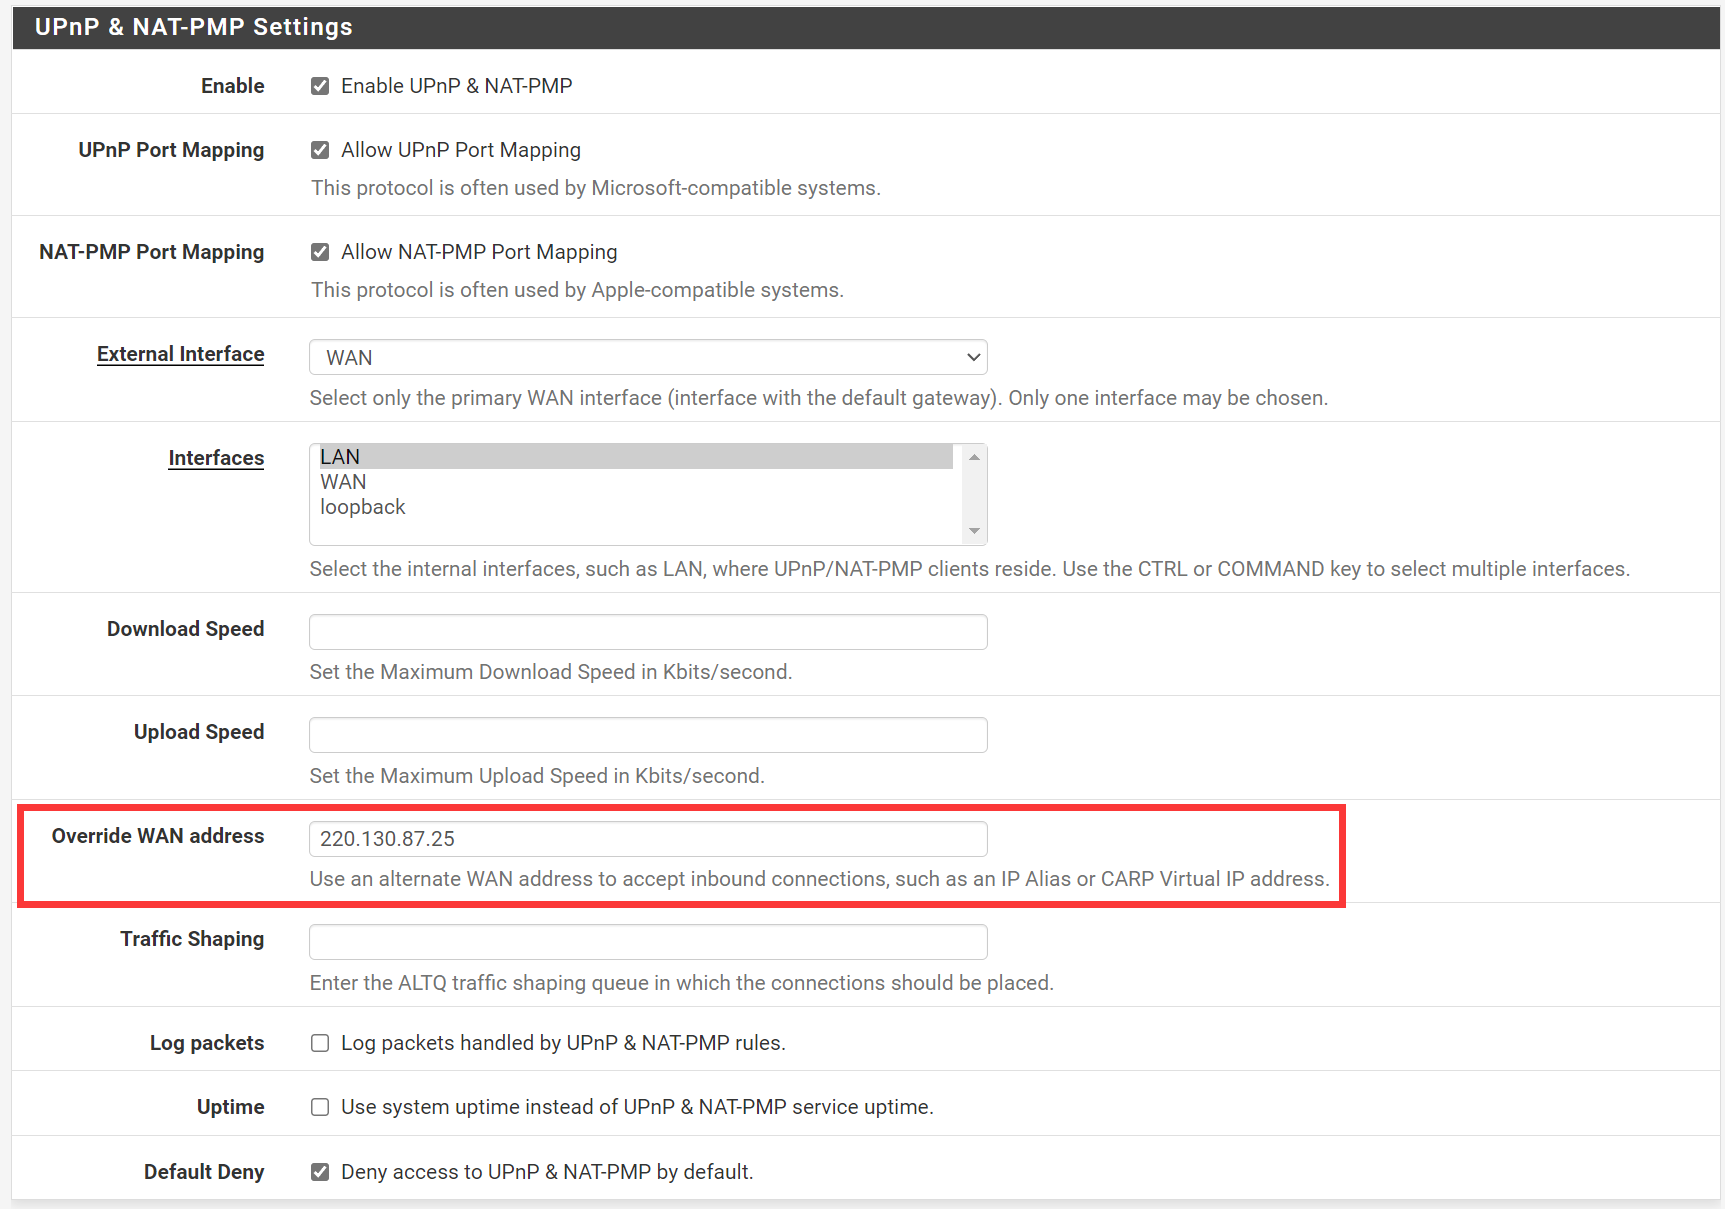 UPnP & NAT-PMP Settings
Enable
Enable UPnP & NAT-PMP
UPnP Port Mapping
Allow UPnP Port Mapping
This protocol is often used by Microsoft-compatible systems.
NAT-PMP Port Mapping
Allow NAT-PMP Port Mapping
This protocol is often used by Apple-compatible systems.
External Interface
WAN
Select only the primary WAN interface (interface with the default gateway). Only one interface may be chosen.
Interfaces
LAN
WAN
loopback
Select the internal interfaces, such as LAN, where UPnP/NAT-PMP clients reside. Use the CTRL or COMMAND key to select multiple interfaces.
Download Speed
Set the Maximum Download Speed in Kbits/second.
Upload Speed
Set the Maximum Upload Speed in Kbits/second.
Override WAN address
220.130.87.25
Use an alternate WAN address to accept inbound connections, such as an IP Alias or CARP Virtual IP address.
Traffic Shaping
Enter the ALTQ traffic shaping queue in which the connections should be placed.
Log packets
Log packets handled by UPnP & NAT-PMP rules.
Uptime
Use system uptime instead of UPnP & NAT-PMP service uptime.
Default Deny
Deny access to UPnP & NAT-PMP by default.